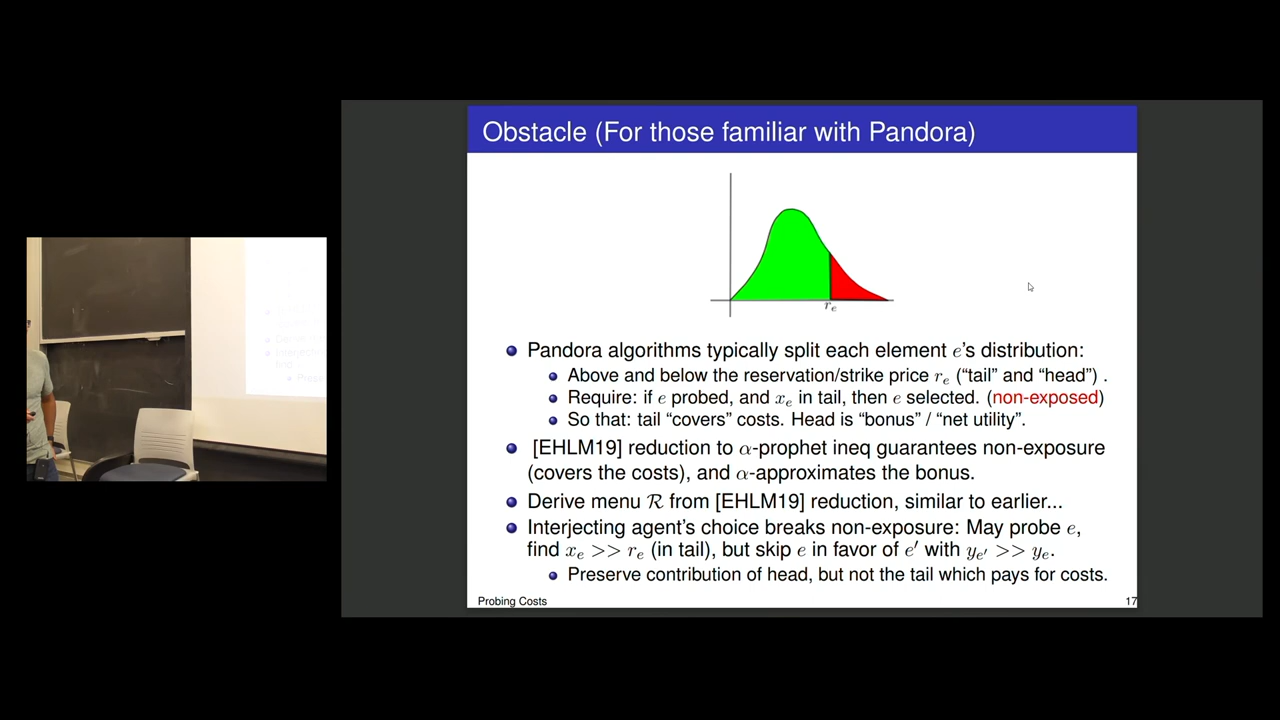 Obstacle (For those familiar with Pandora)
r_e
Pandora algorithms typically split each element e's distribution:
Above and below the reservation/strike price r_e (“tail” and “head”) .
Require: if e probed, and x_e in tail, then e selected. (non-exposed)
So that: tail “covers” costs. Head is “bonus” / “net utility”.
[EHLM19] reduction to α-prophet ineq guarantees non-exposure
(covers the costs), and α-approximates the bonus.
Derive menu ℛ from [EHLM19] reduction, similar to earlier...
Interjecting agent's choice breaks non-exposure: May probe e,
find x_e >> r_e (in tail), but skip e in favor of e′ with y_e′ >> y_e.
Preserve contribution of head, but not the tail which pays for costs.
Probing Costs
17